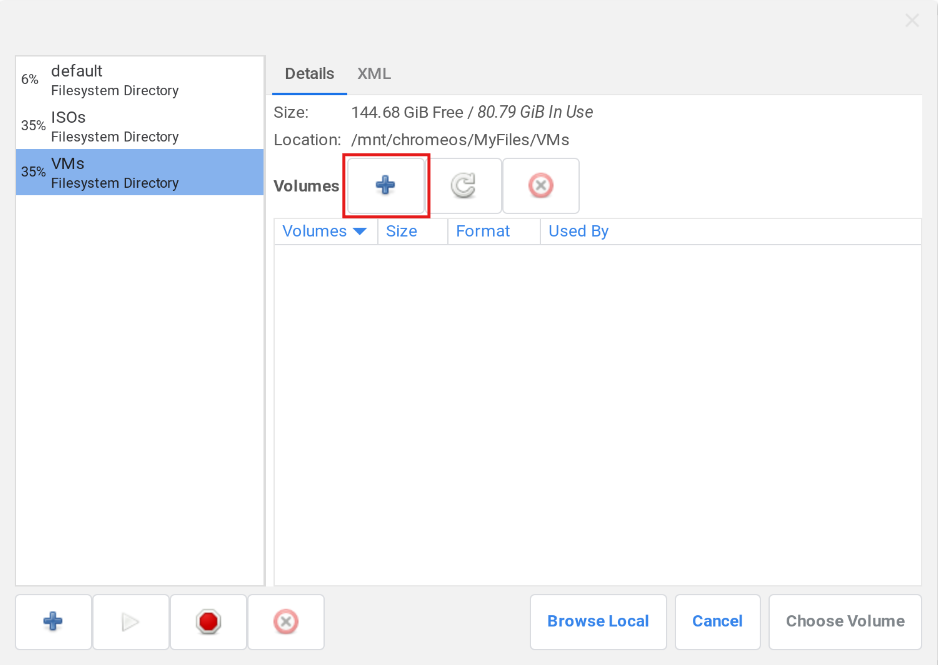 6% default
Filesystem Directory
35% ISOs
Filesystem Directory
35% VMs
Filesystem Directory
Details XML
Size: 144.68 GiB Free / 80.79 GiB In Use
Location: /mnt/chromeos/MyFiles/VMs
Volumes
Volumes Size Format Used By
Browse Local Cancel Choose Volume